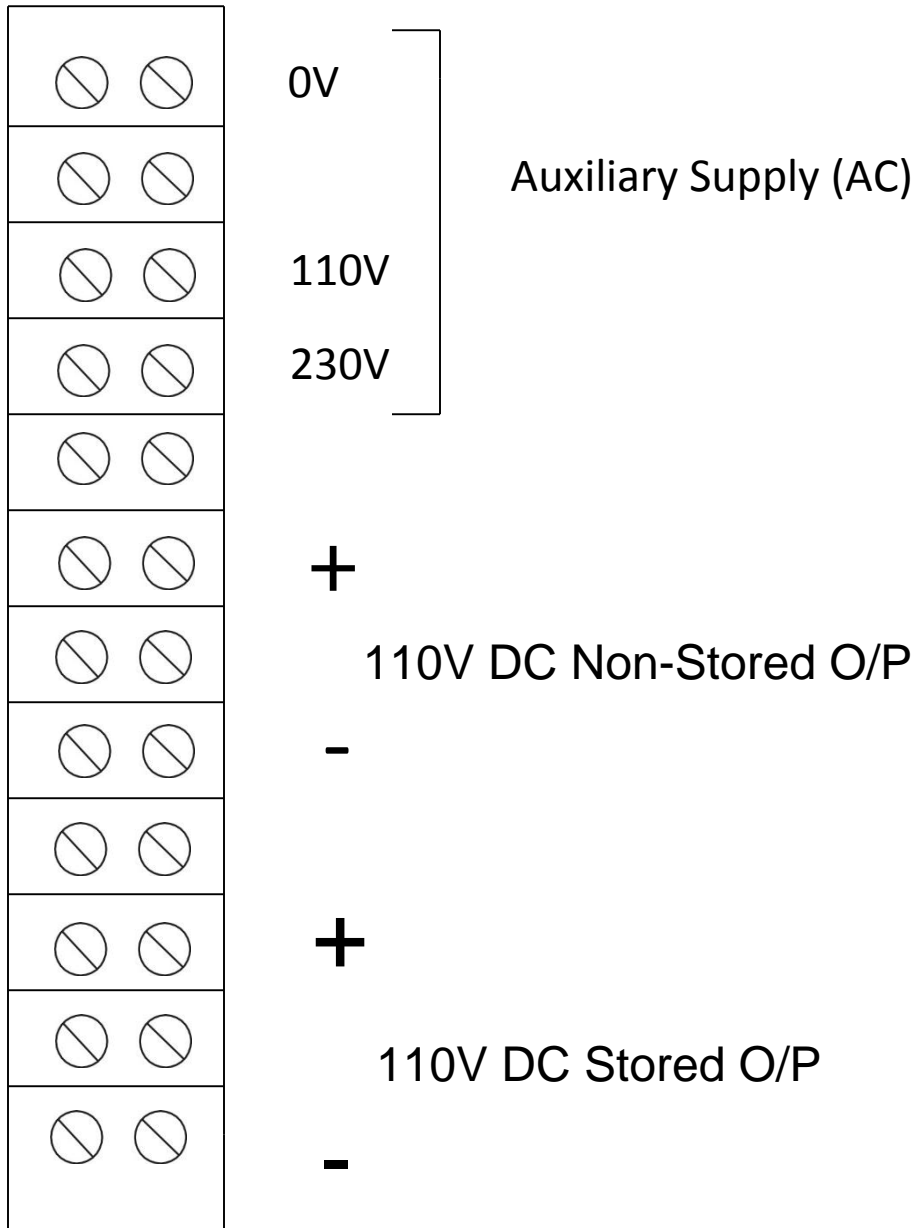 0V
Auxiliary Supply (AC)
110V
230V
+
110V DC Non-Stored O/P
-
+
110V DC Stored O/P
-